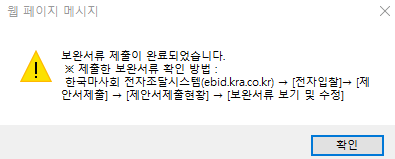 웹 페이지 메시지
보완서류 제출이 완료되었습니다.
※ 제출한 보완서류 확인 방법 :
한국마사회 전자조달시스템(ebid.kra.co.kr) → [전자입찰]→ [제
안서제출] → [제안서제출현황] → [보완서류 보기 및 수정]
확인